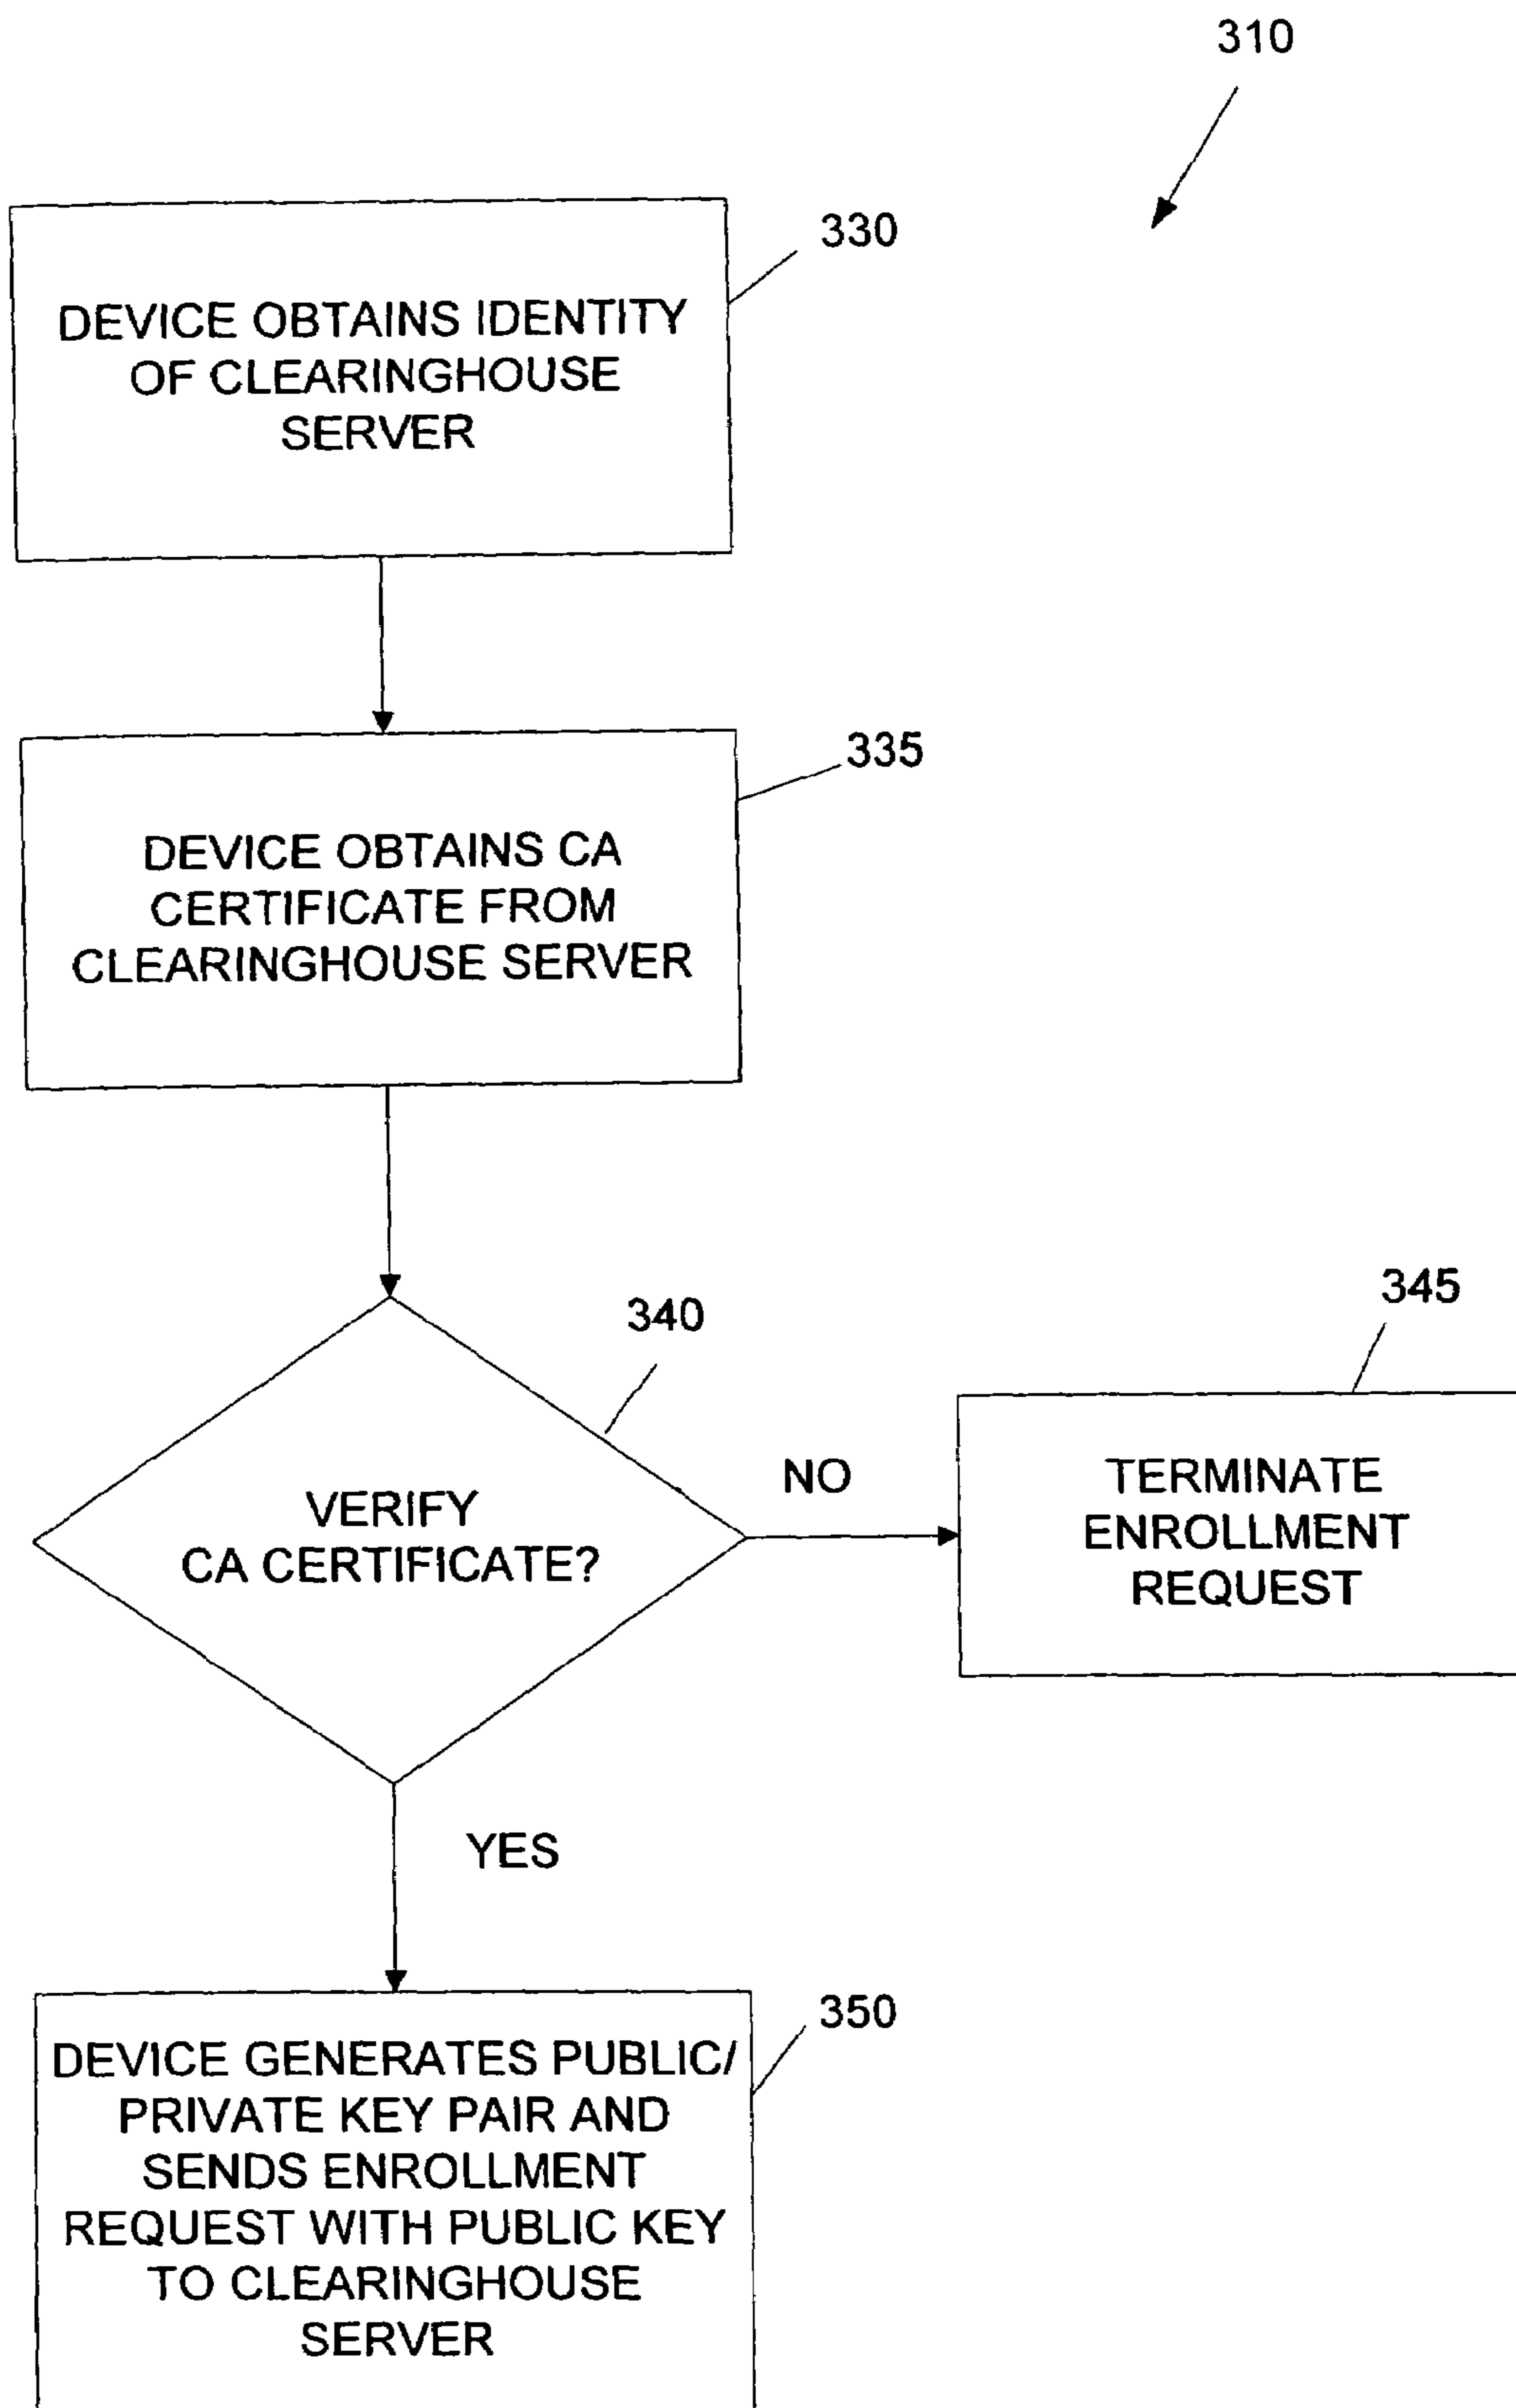 310
330
DEVICE OBTAINS IDENTITY
OF CLEARINGHOUSE
SERVER
335
DEVICE OBTAINS CA
CERTIFICATE FROM
CLEARINGHOUSE SERVER
340
345
VERIFY
CA CERTIFICATE?
NO
TERMINATE
ENROLLMENT
REQUEST
YES
350
DEVICE GENERATES PUBLIC/
PRIVATE KEY PAIR AND
SENDS ENROLLMENT
REQUEST WITH PUBLIC KEY
TO CLEARINGHOUSE
SERVER